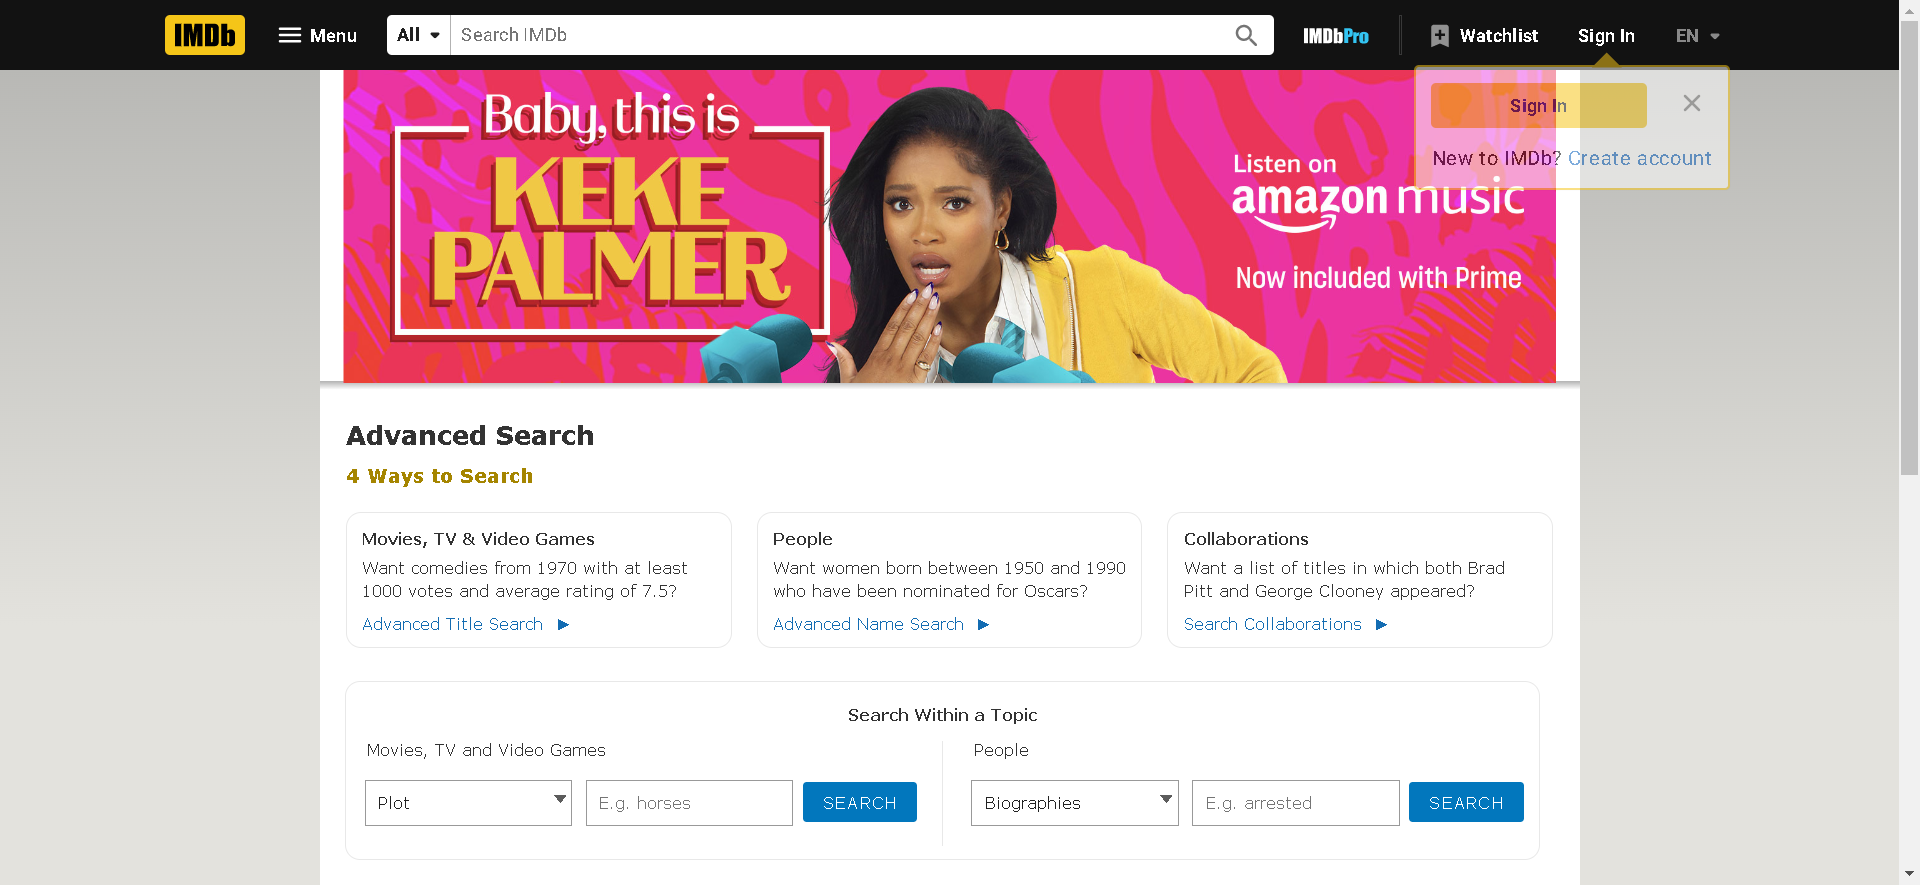 IMDb
Menu
All
Search IMDb
IMDbPro
Watchlist
Sign In
EN
Sign In
New to IMDb? Create account
Baby, this is
KEKE
PALMER
Listen on
amazon music
Now included with Prime
Advanced Search
4 Ways to Search
Movies, TV & Video Games
Want comedies from 1970 with at least
1000 votes and average rating of 7.5?
Advanced Title Search
People
Want women born between 1950 and 1990
who have been nominated for Oscars?
Advanced Name Search
Collaborations
Want a list of titles in which both Brad
Pitt and George Clooney appeared?
Search Collaborations
Search Within a Topic
Movies, TV and Video Games
Plot
E.g. horses
SEARCH
People
Biographies
E.g. arrested
SEARCH